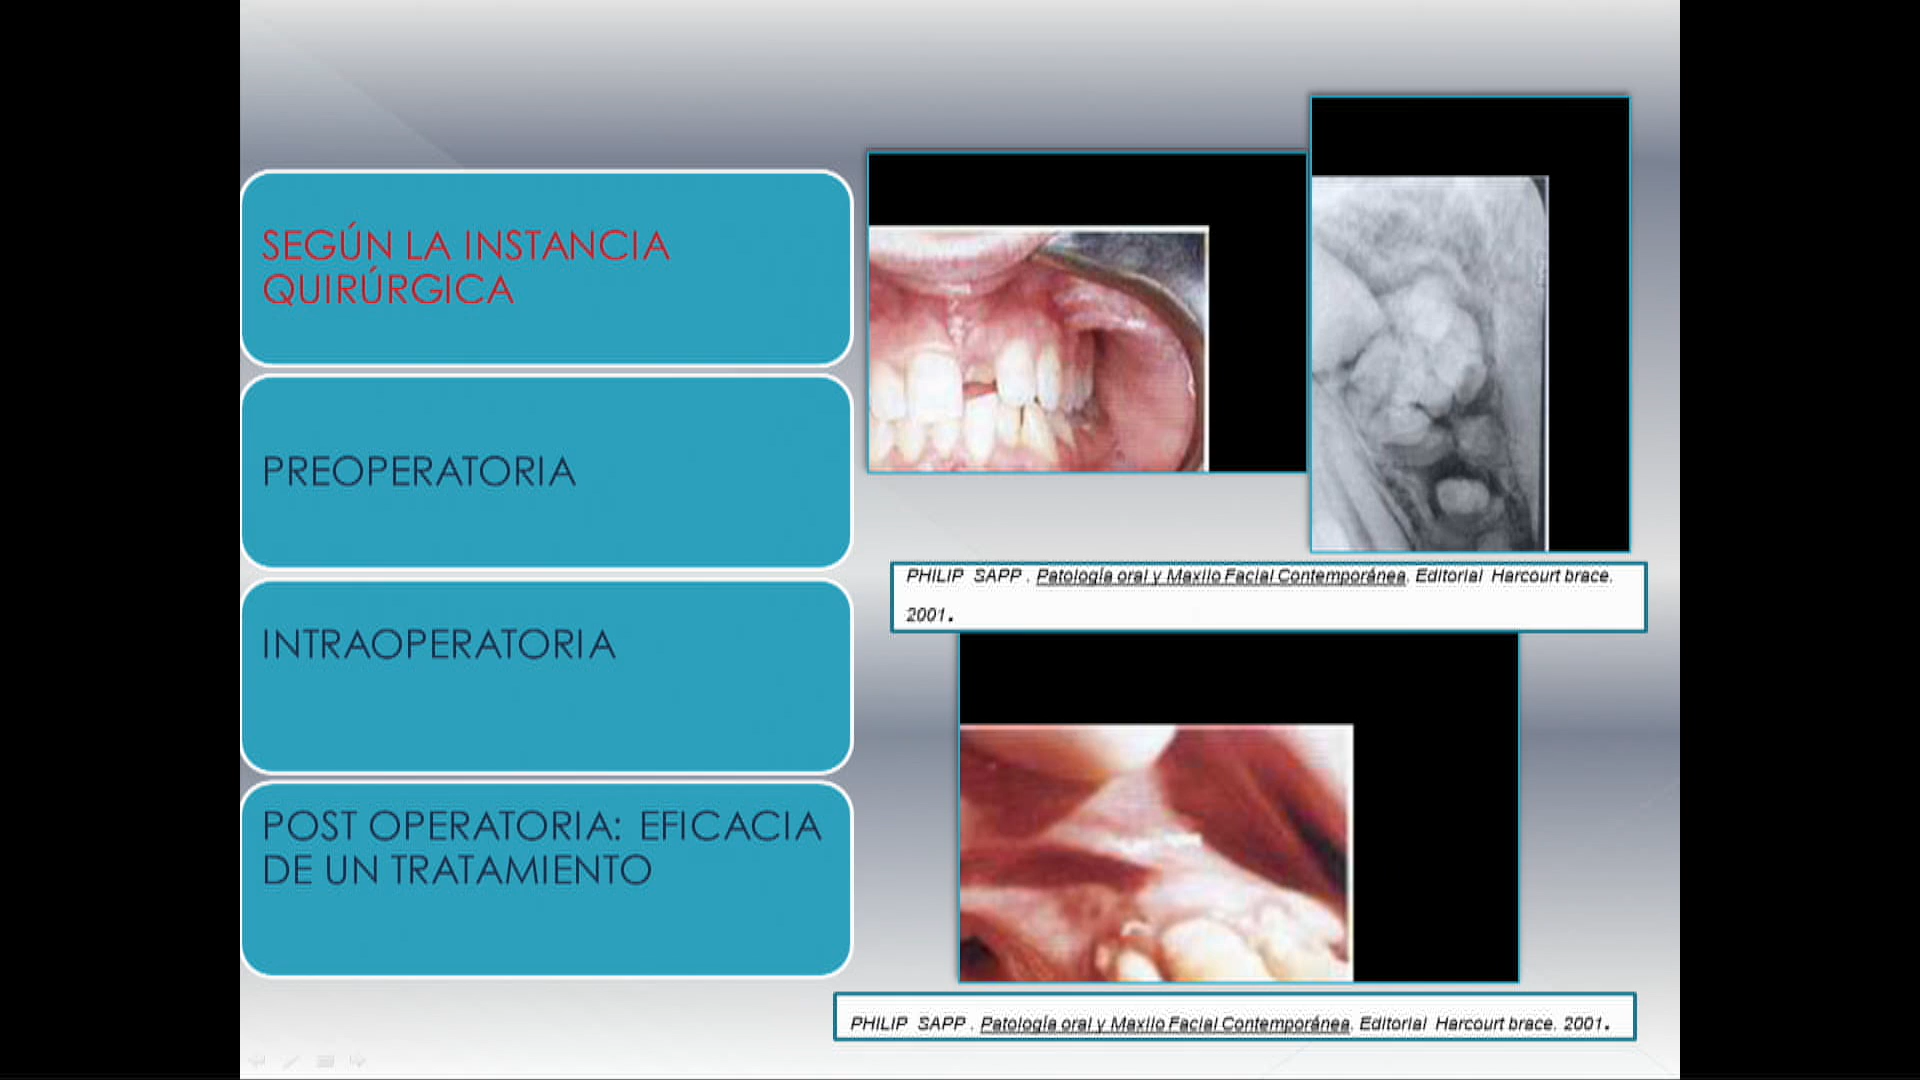 SEGÚN LA INSTANCIA
QUIRÚRGICA
PREOPERATORIA
INTRAOPERATORIA
POST OPERATORIA: EFICACIA
DE UN TRATAMIENTO
PHILIP SAPP . Patología oral y Maxilo Facial Contemporánea. Editorial Harcourt brace.
2001.
PHILIP SAPP . Patología oral y Maxilo Facial Contemporánea. Editorial Harcourt brace. 2001.